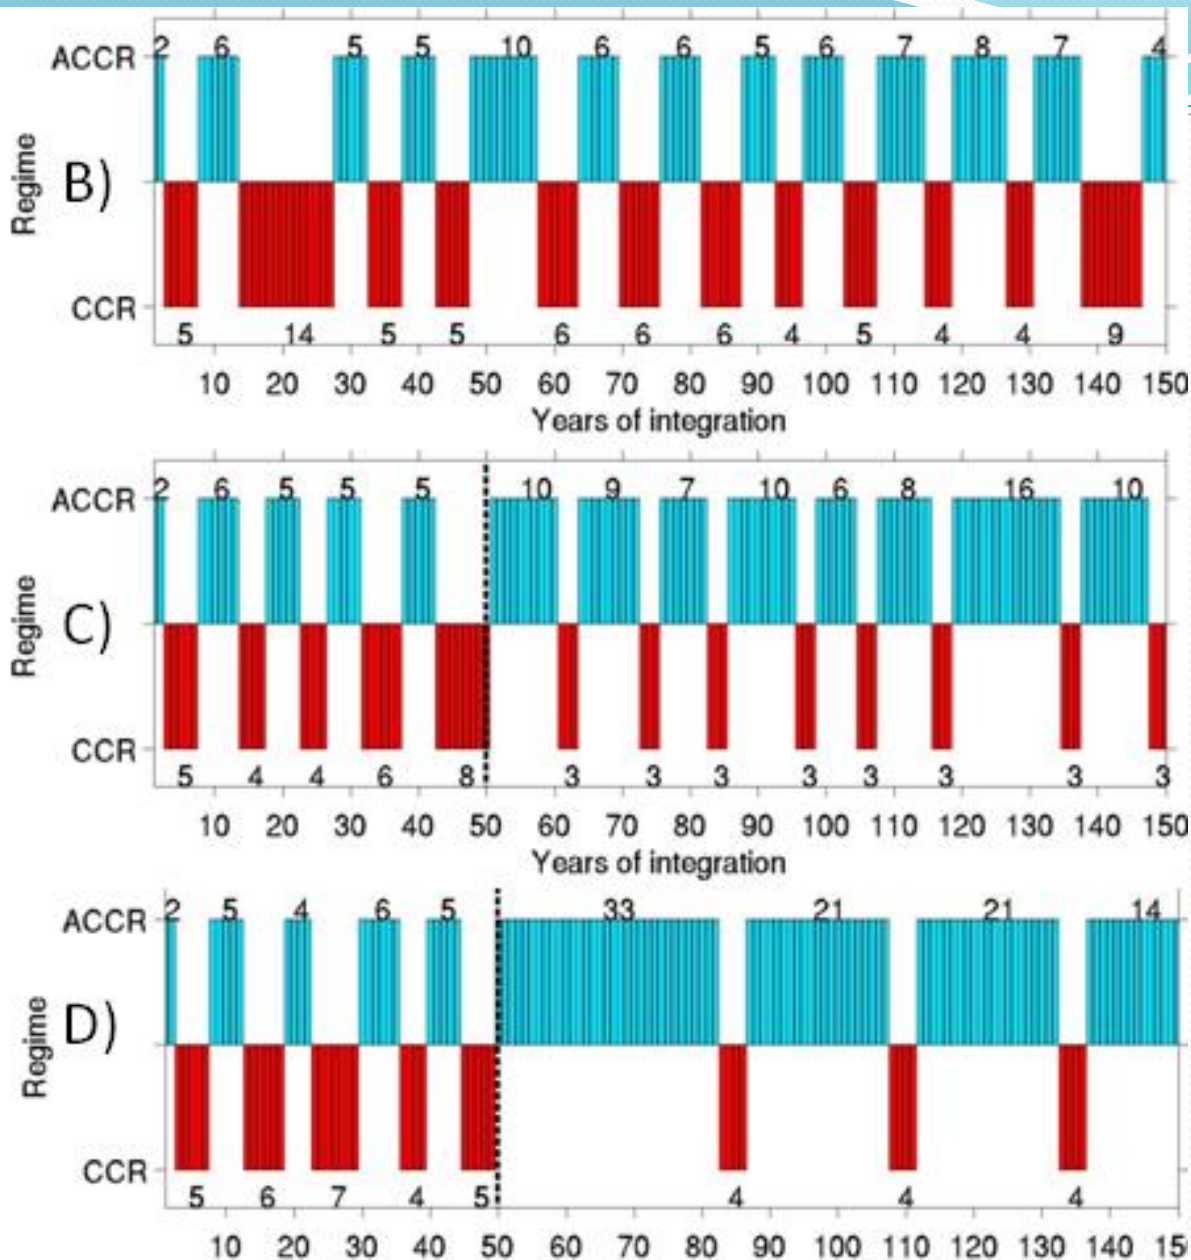 2 6 5 5 10 6 6 5 6 7 8 7 4
ACCR
Regime
B)
CCR
5 14 5 5 6 6 6 4 5 4 4 9
10 20 30 40 50 60 70 80 90 100 110 120 130 140 150
Years of integration
2 6 5 5 5 10 9 7 10 6 8 16 10
ACCR
Regime
C)
CCR
5 4 4 6 8 3 3 3 3 3 3 3 3
10 20 30 40 50 60 70 80 90 100 110 120 130 140 150
Years of integration
2 5 4 6 5 33 21 21 14
ACCR
Regime
D)
CCR
5 6 7 4 5 4 4 4
10 20 30 40 50 60 70 80 90 100 110 120 130 140 150